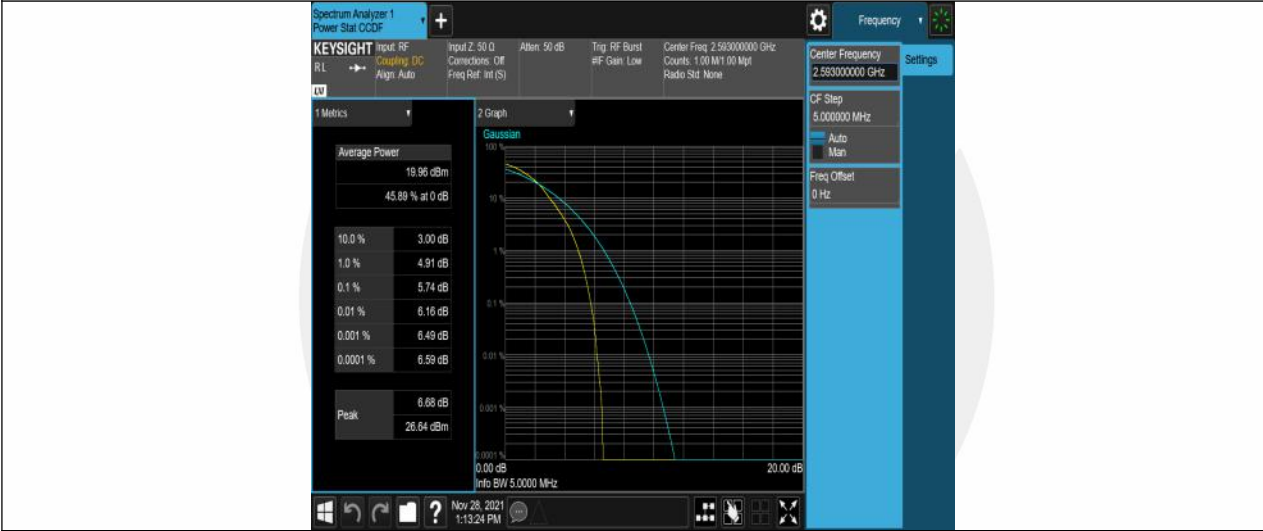 Spectrum Analyzer 1
Power Stat CCDF
+
Frequency
KEYSIGHT
RL
LV
Input: RF
Coupling: DC
Align: Auto
Input Z: 50 Ω
Corrections: Off
Freq Ref: Int (S)
Atten: 50 dB
Trig: RF Burst
#IF Gain: Low
Center Freq: 2.593000000 GHz
Counts: 1.00 M/1.00 Mpt
Radio Std: None
Center Frequency
2.593000000 GHz
Settings
CF Step
5.000000 MHz
Auto
Man
Freq Offset
0 Hz
1 Metrics
Average Power
19.96 dBm
45.89 % at 0 dB
10.0 % 3.00 dB
1.0 % 4.91 dB
0.1 % 5.74 dB
0.01 % 6.16 dB
0.001 % 6.49 dB
0.0001 % 6.59 dB
Peak
6.68 dB
26.64 dBm
2 Graph
Gaussian
100 %
10 %
1 %
0.1 %
0.01 %
0.001 %
0.0001 %
0.00 dB 20.00 dB
Info BW 5.0000 MHz
?
Nov 28, 2021
1:13:24 PM